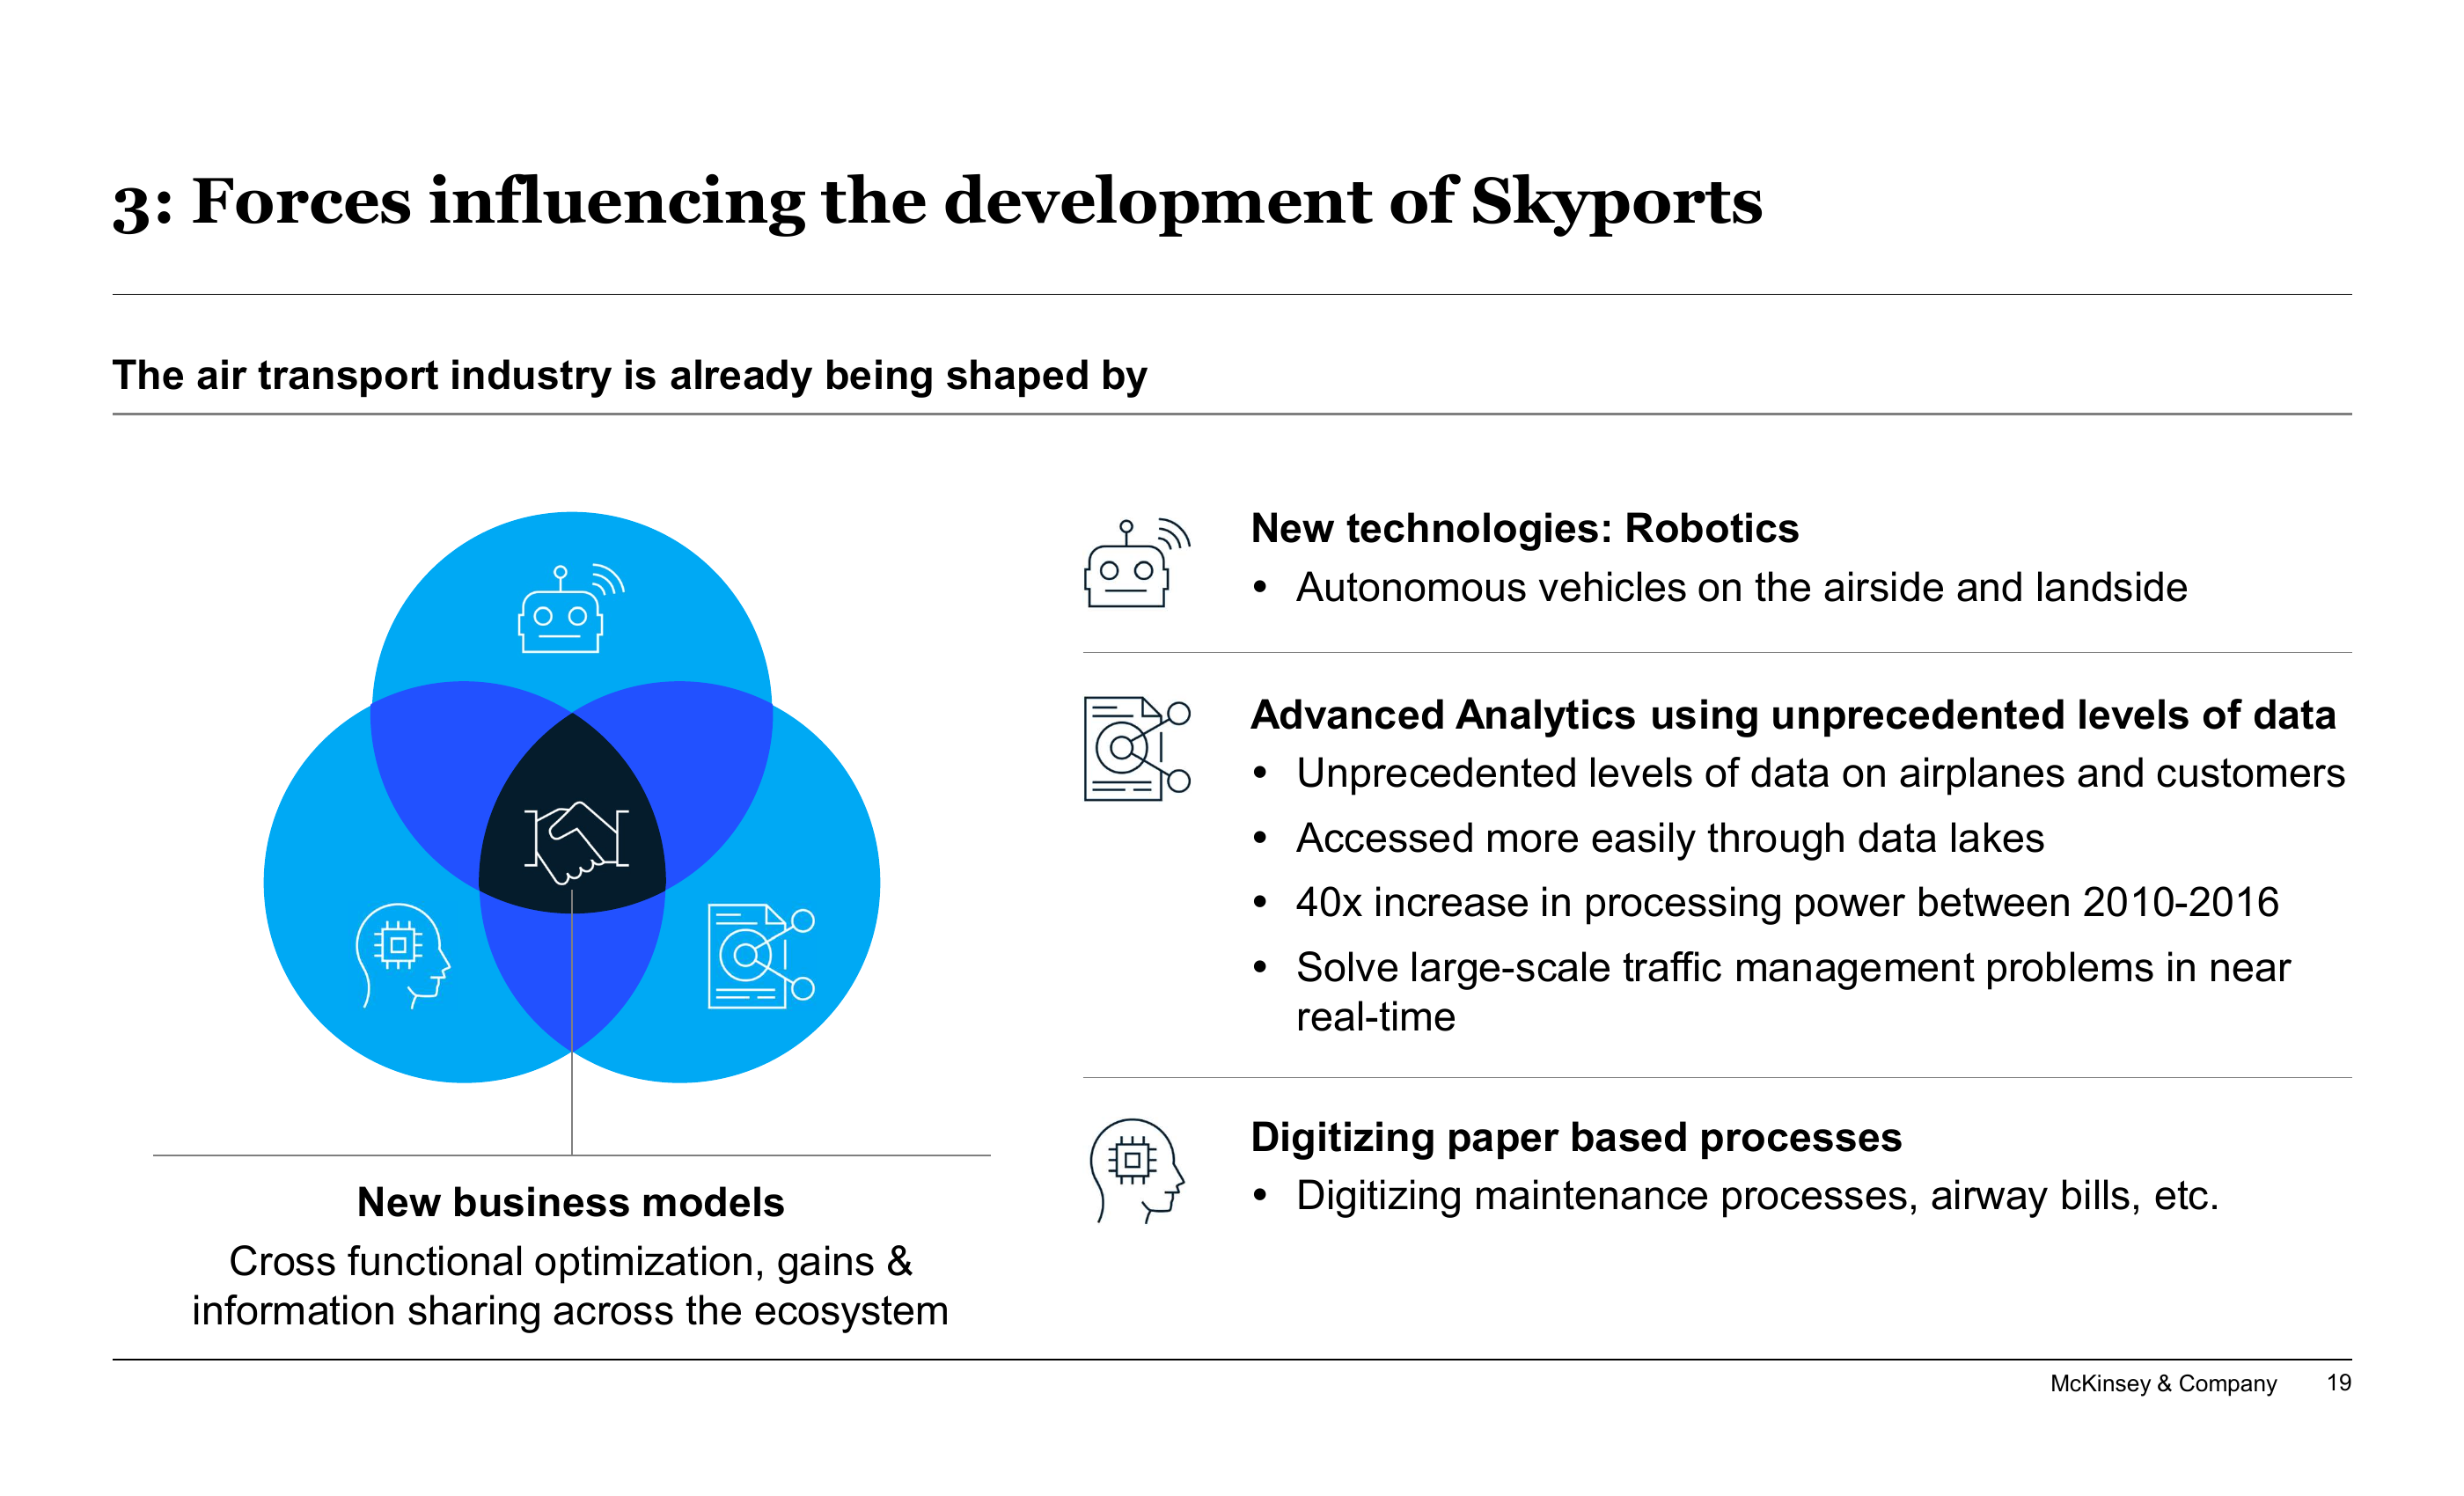 3: Forces influencing the development of Skyports
The air transport industry is already being shaped by
New technologies: Robotics
• Autonomous vehicles on the airside and landside
Advanced Analytics using unprecedented levels of data
• Unprecedented levels of data on airplanes and customers
• Accessed more easily through data lakes
• 40x increase in processing power between 2010-2016
• Solve large-scale traffic management problems in near
real-time
Digitizing paper based processes
• Digitizing maintenance processes, airway bills, etc.
New business models
Cross functional optimization, gains &
information sharing across the ecosystem
McKinsey & Company 19